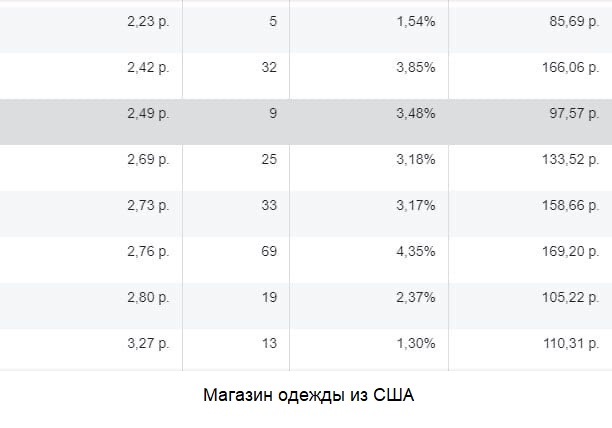 2,23 р. 5 1,54% 85,69 р.
2,42 р. 32 3,85% 166,06 р.
2,49 р. 9 3,48% 97,57 р.
2,69 р. 25 3,18% 133,52 р.
2,73 р. 33 3,17% 158,66 р.
2,76 р. 69 4,35% 169,20 р.
2,80 р. 19 2,37% 105,22 р.
3,27 р. 13 1,30% 110,31 р.
Магазин одежды из США